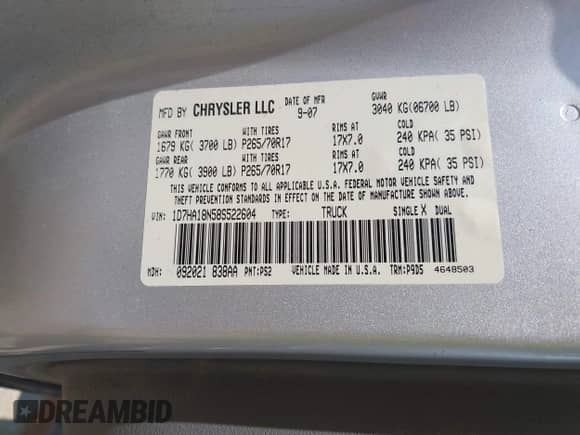 MFD BY CHRYSLER LLC DATE OF MFR 9-07 GVWR 3040 KG(06700 LB)
GAWR FRONT WITH TIRES RIMS AT COLD
1679 KG( 3700 LB) P265/70R17 17X7.0 240 KPA( 35 PSI)
GAWR REAR WITH TIRES RIMS AT COLD
1770 KG( 3900 LB) P265/70R17 17X7.0 240 KPA( 35 PSI)
THIS VEHICLE CONFORMS TO ALL APPLICABLE U.S.A. FEDERAL MOTOR VEHICLE SAFETY AND
THEFT PREVENTION STANDARDS IN EFFECT ON THE DATE OF MANUFACTURE SHOWN ABOVE.
VIN: 1D7HA18N58S522604 TYPE: TRUCK SINGLE X DUAL
MDH: 092021 838AA PNT:PS2 VEHICLE MADE IN U.S.A. TRM:P9D5 4648503
DREAMBID